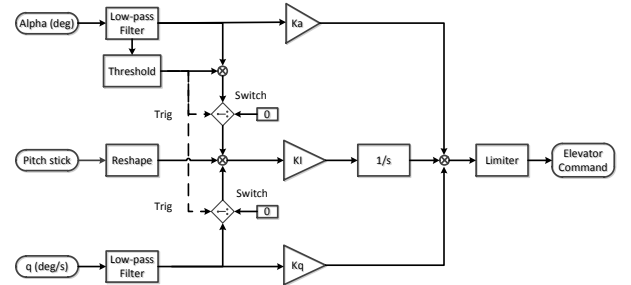 Alpha (deg)
Low-pass
Filter
Ka
Threshold
Switch
Trig
0
Pitch stick
Reshape
KI
1/s
Limiter
Elevator
Command
Switch
Trig
0
q (deg/s)
Low-pass
Filter
Kq